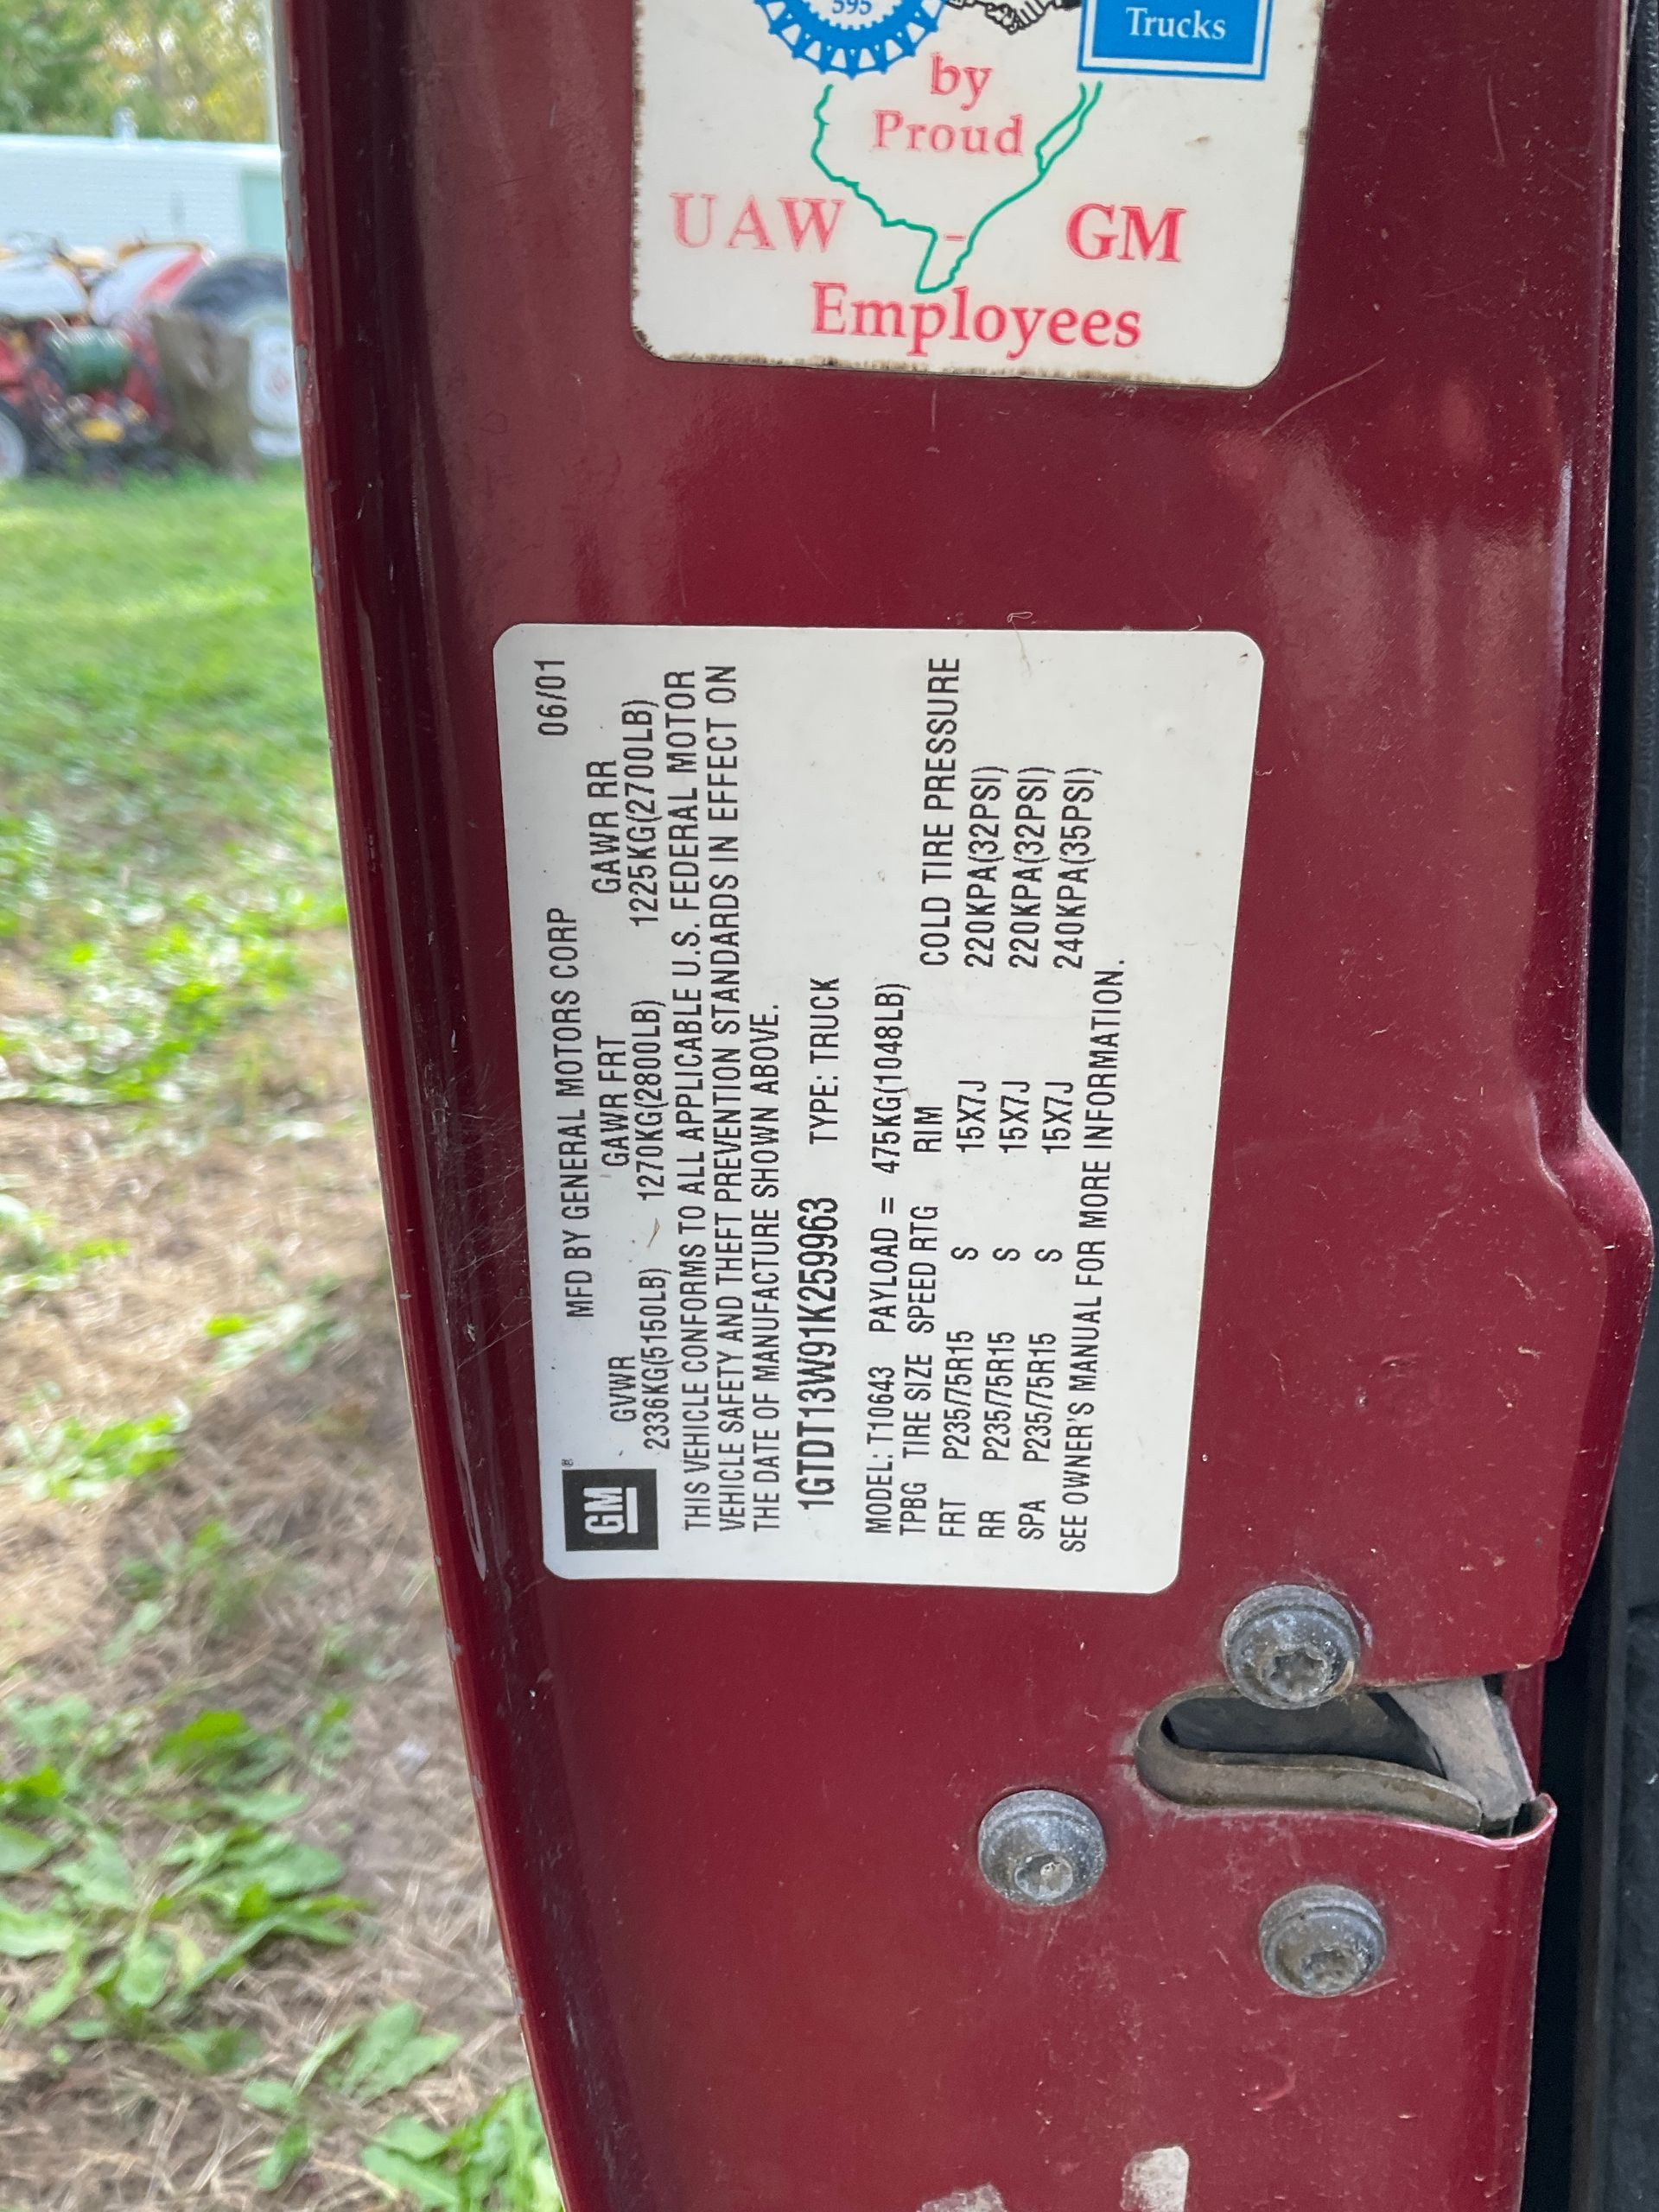 595
Trucks
by
Proud
UAW - GM
Employees
MFD BY GENERAL MOTORS CORP 06/01
GVWR GAWR FRT GAWR RR
2336KG(5150LB) 1270KG(2800LB) 1225KG(2700LB)
THIS VEHICLE CONFORMS TO ALL APPLICABLE U.S. FEDERAL MOTOR
VEHICLE SAFETY AND THEFT PREVENTION STANDARDS IN EFFECT ON
THE DATE OF MANUFACTURE SHOWN ABOVE.
GM ®
1GTDT13W91K259963 TYPE: TRUCK
MODEL: T10643 PAYLOAD = 475KG(1048LB)
TPBG TIRE SIZE SPEED RTG RIM COLD TIRE PRESSURE
FRT P235/75R15 S 15X7J 220KPA(32PSI)
RR P235/75R15 S 15X7J 220KPA(32PSI)
SPA P235/75R15 S 15X7J 240KPA(35PSI)
SEE OWNER'S MANUAL FOR MORE INFORMATION.